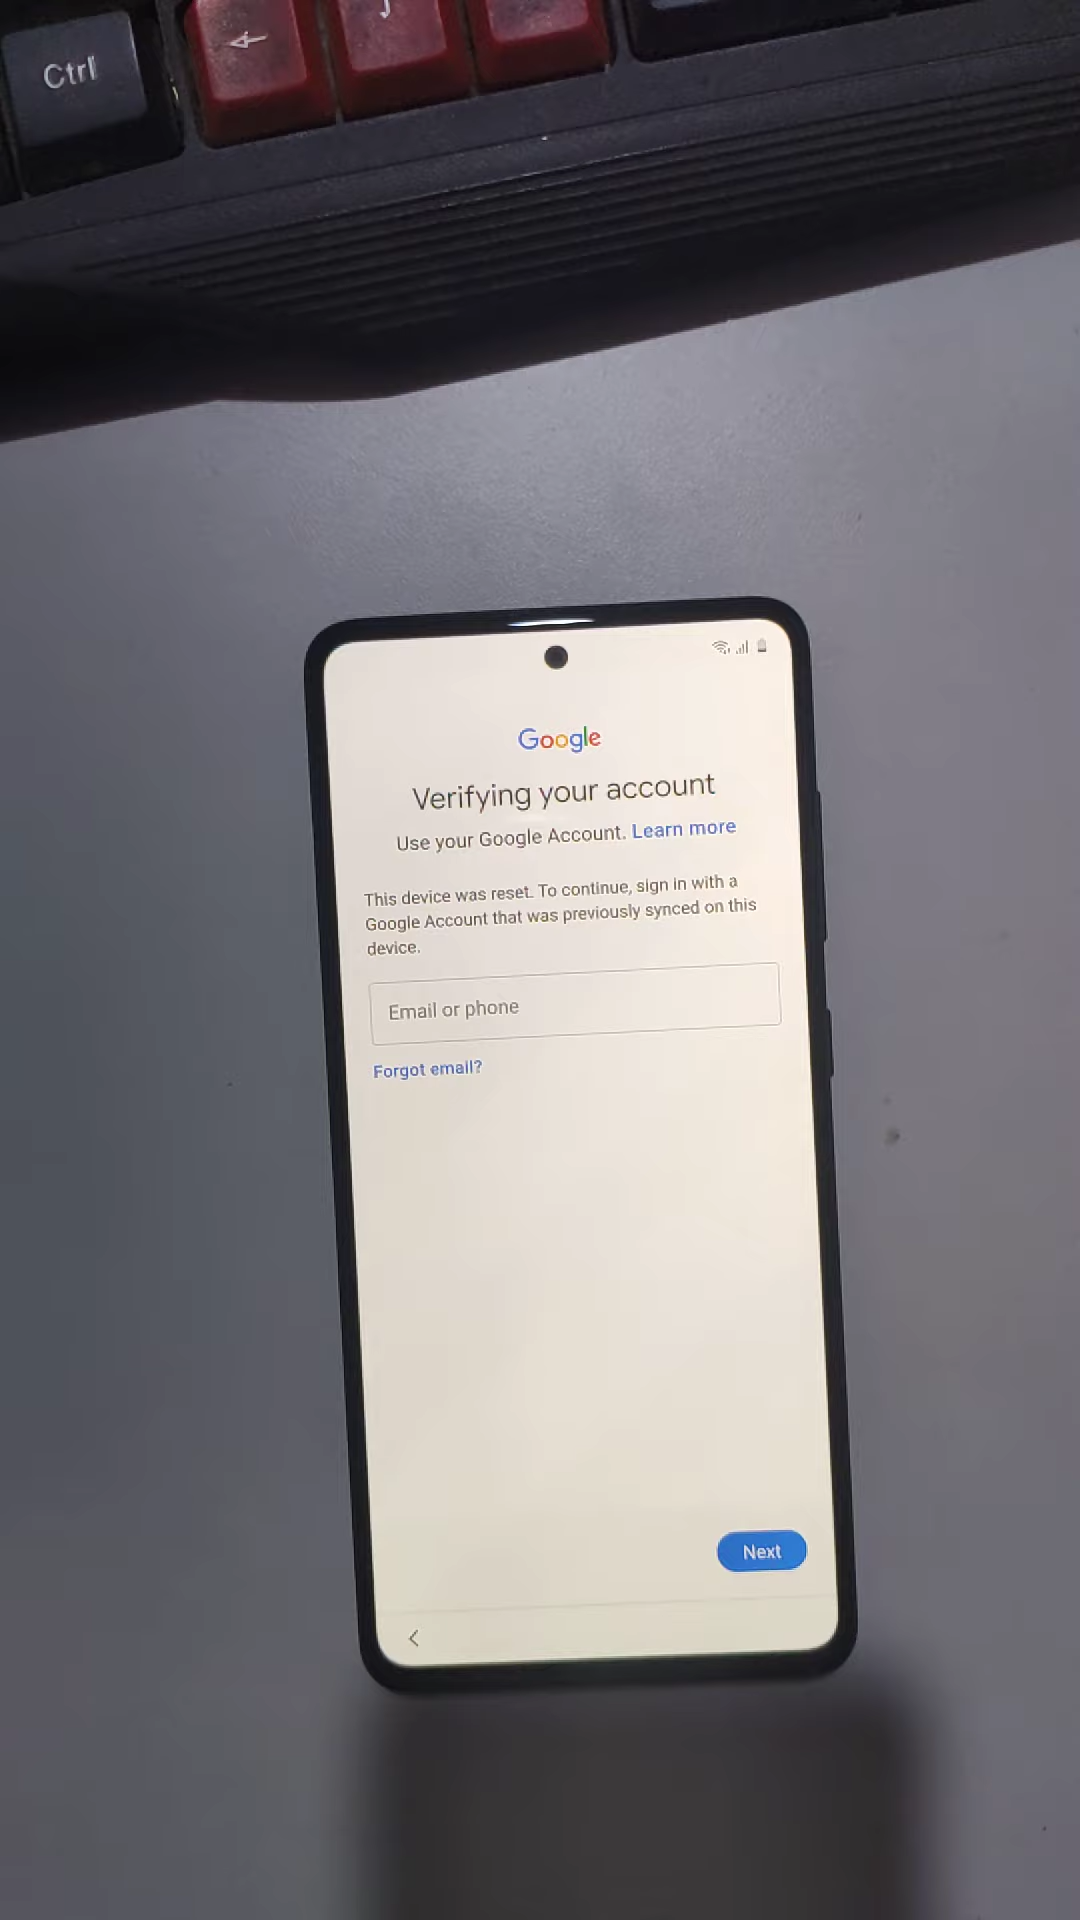 Ctrl
Google
Verifying your account
Use your Google Account. Learn more
This device was reset. To continue, sign in with a
Google Account that was previously synced on this
device.
Email or phone
Forgot email?
Next